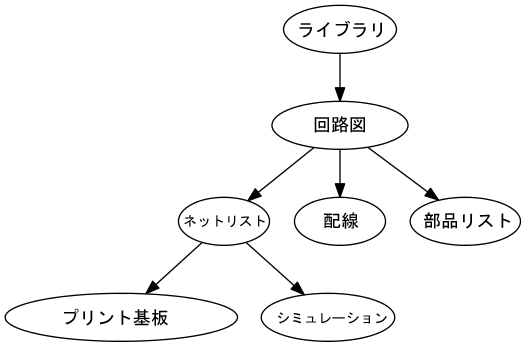 ライブラリ
回路図
ネットリスト
配線
部品リスト
プリント基板
シミュレーション